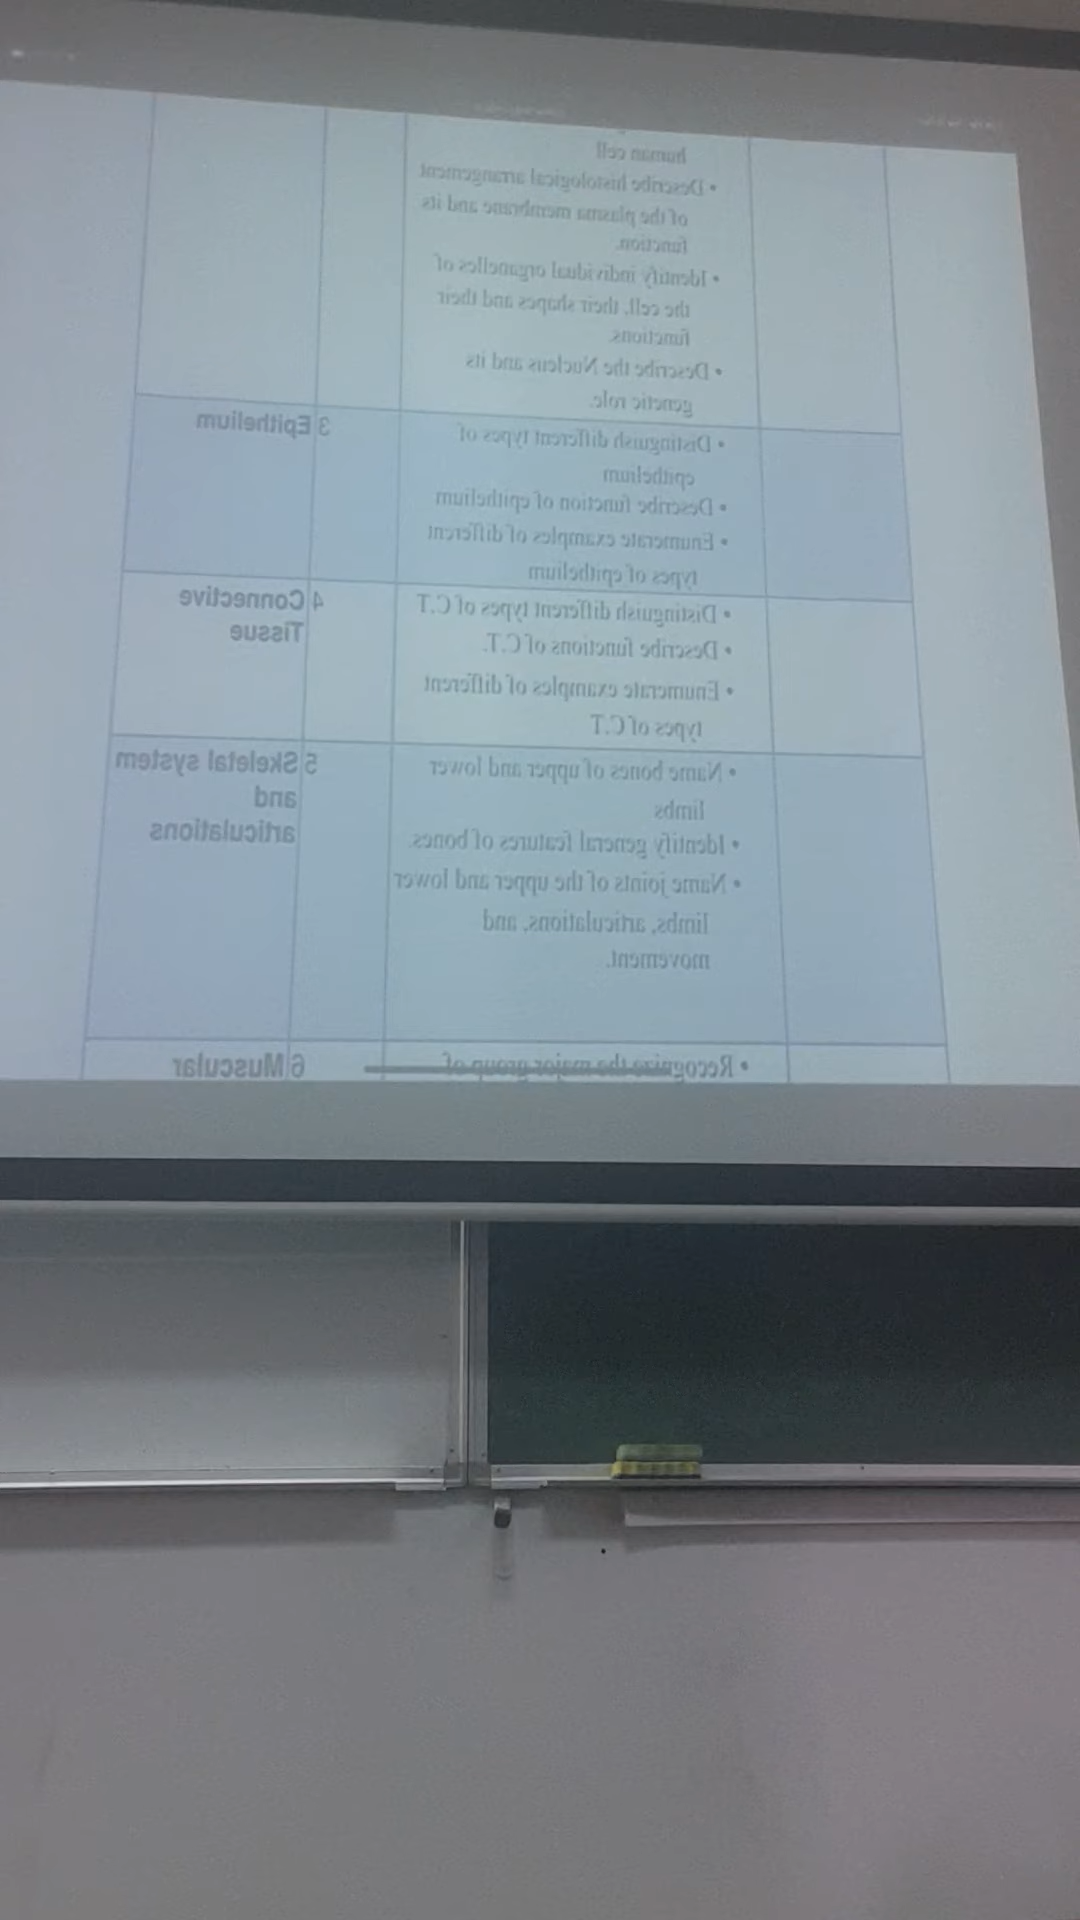 human cell
• Describe histological arrangement
of the plasma membrane and its
function.
• Identify individual organelles of
the cell, their shapes and their
functions.
• Describe the Nucleus and its
genetic role.
3 Epithelium
• Distinguish different types of
epithelium
• Describe function of epithelium
• Enumerate examples of different
types of epithelium
4 Connective
Tissue
• Distinguish different types of C.T
• Describe functions of C.T.
• Enumerate examples of different
types of C.T
5 Skeletal system
and
articulations
• Name bones of upper and lower
limbs
• Identify general features of bones.
• Name joints of the upper and lower
limbs, articulations, and
movement.
6 Muscular
• Recognize the major group of